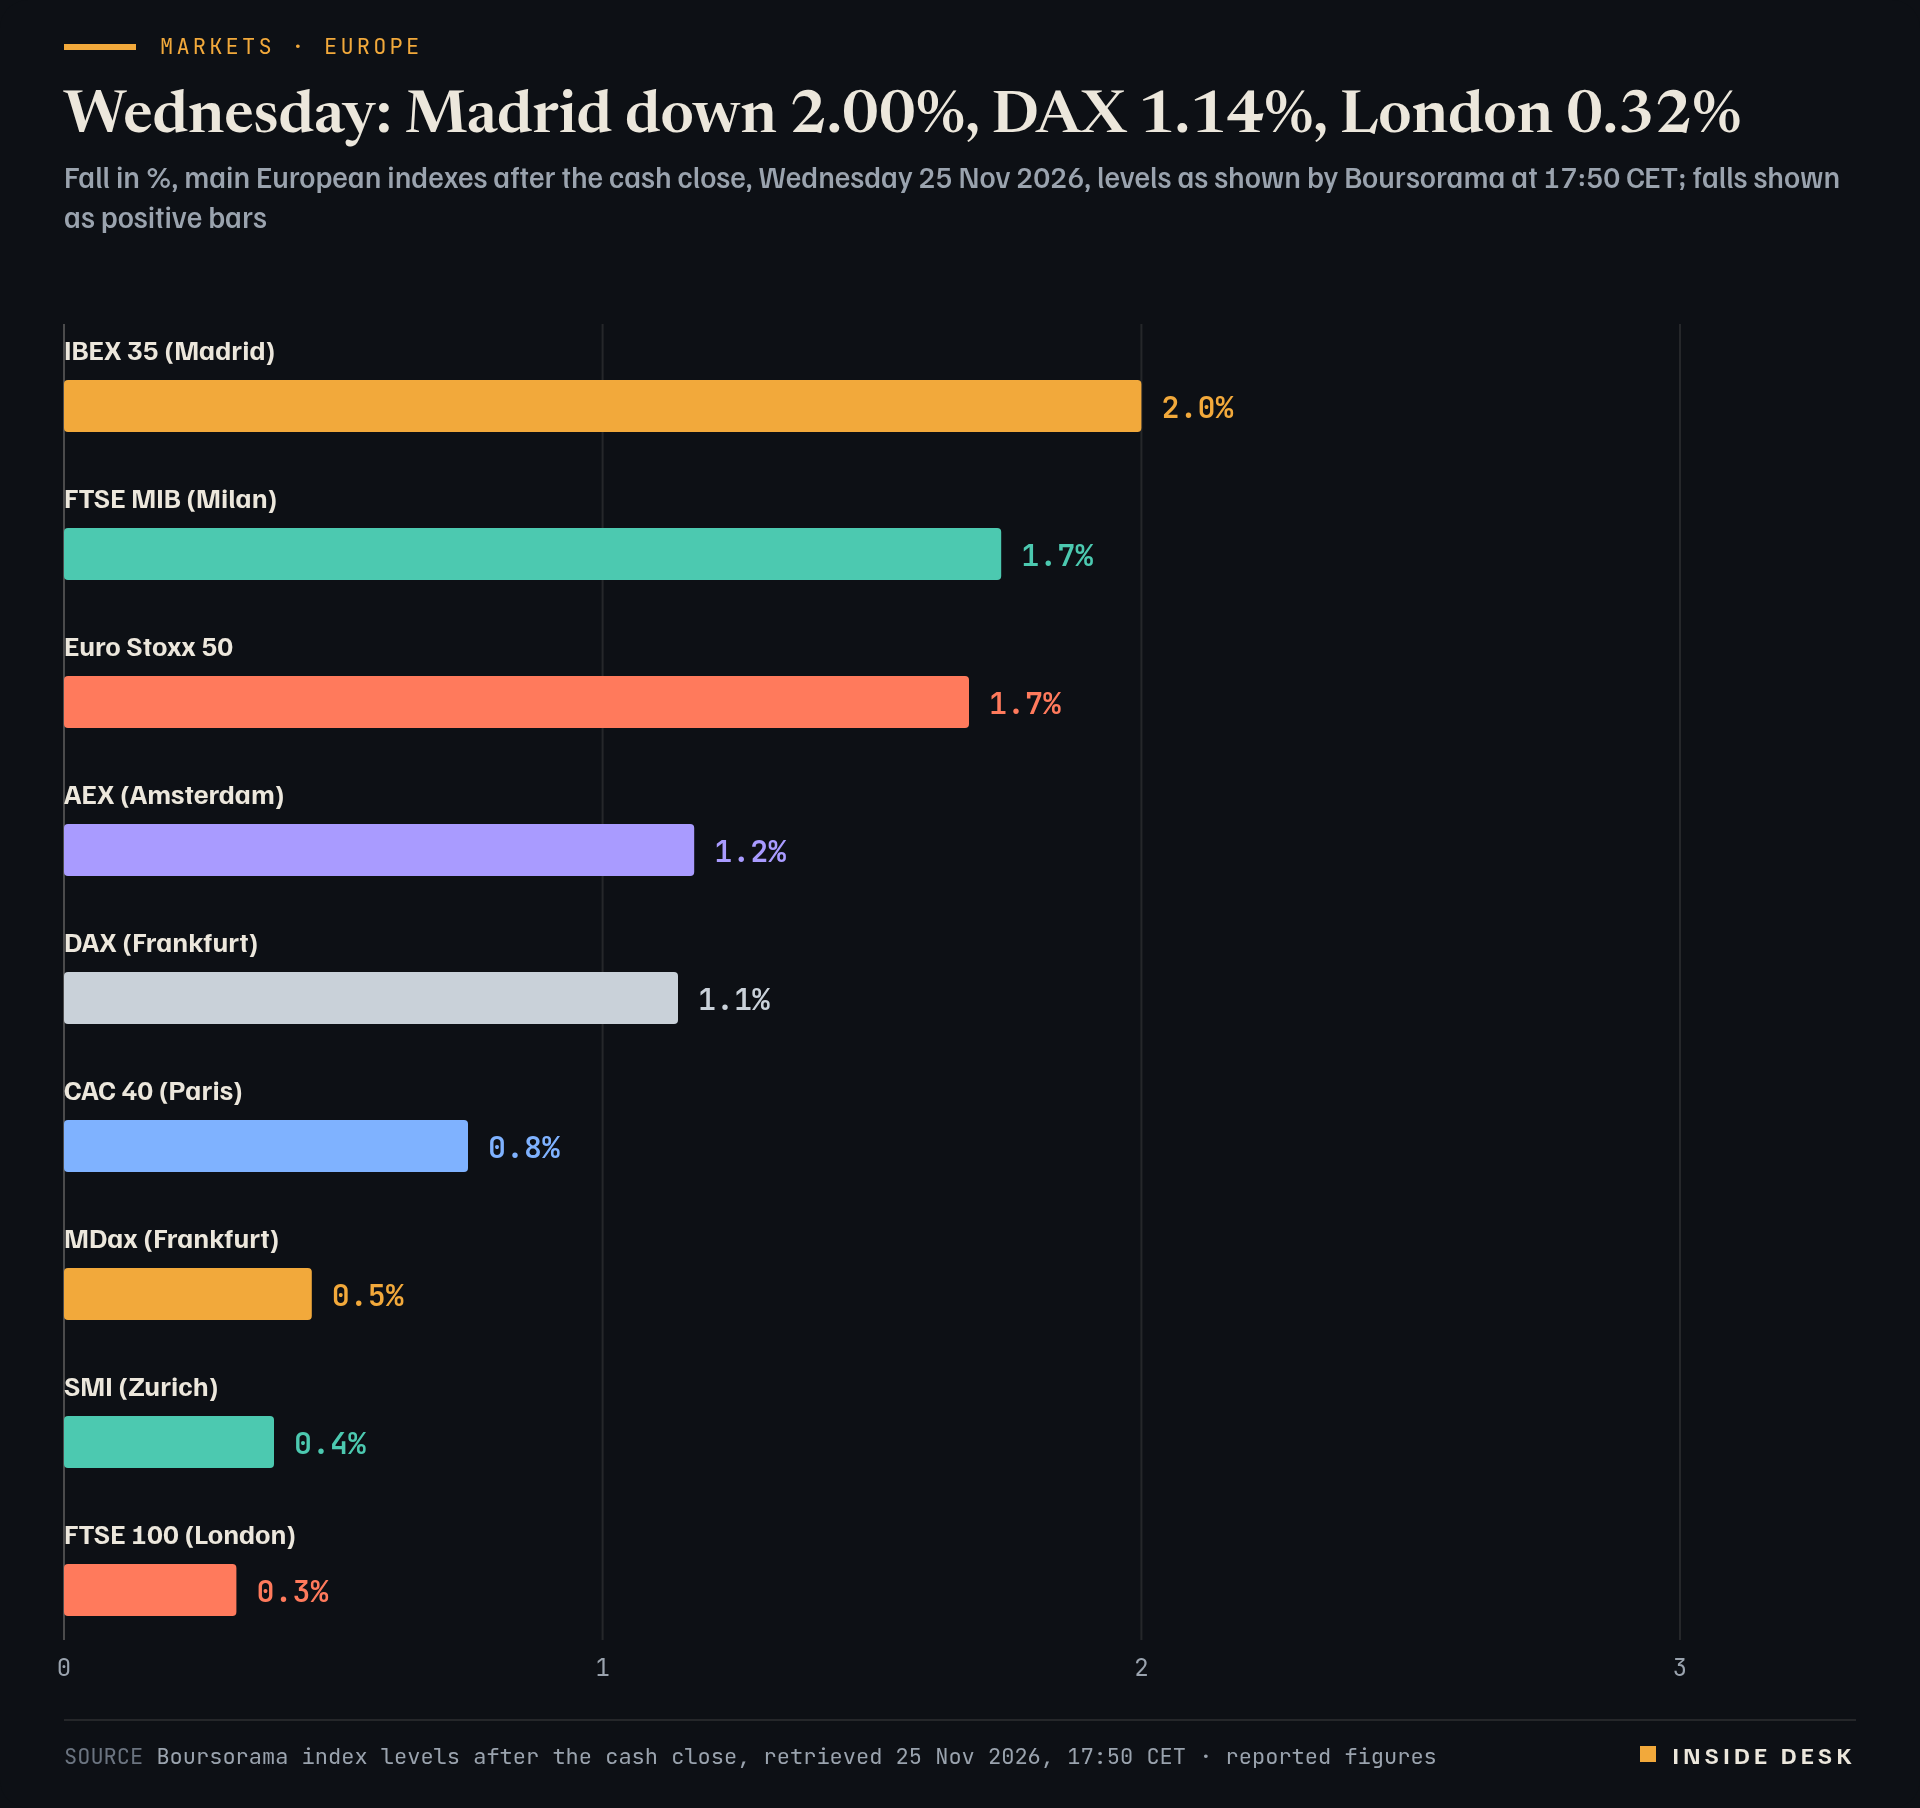 MARKETS · EUROPE
Wednesday: Madrid down 2.00%, DAX 1.14%, London 0.32%
Fall in %, main European indexes after the cash close, Wednesday 25 Nov 2026, levels as shown by Boursorama at 17:50 CET; falls shown
as positive bars
IBEX 35 (Madrid)
2.0%
FTSE MIB (Milan)
1.7%
Euro Stoxx 50
1.7%
AEX (Amsterdam)
1.2%
DAX (Frankfurt)
1.1%
CAC 40 (Paris)
0.8%
MDax (Frankfurt)
0.5%
SMI (Zurich)
0.4%
FTSE 100 (London)
0.3%
0 1 2 3
SOURCE Boursorama index levels after the cash close, retrieved 25 Nov 2026, 17:50 CET · reported figures
INSIDE DESK